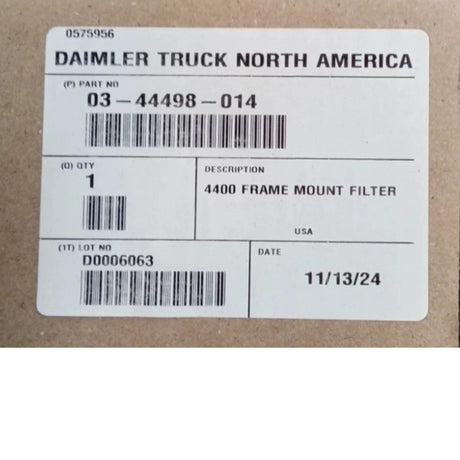 0575956
DAIMLER TRUCK NORTH AMERICA
(P) PART NO
03-44498-014
(Q) QTY
1
DESCRIPTION
4400 FRAME MOUNT FILTER
USA
(1T) LOT NO
D0006063
DATE
11/13/24